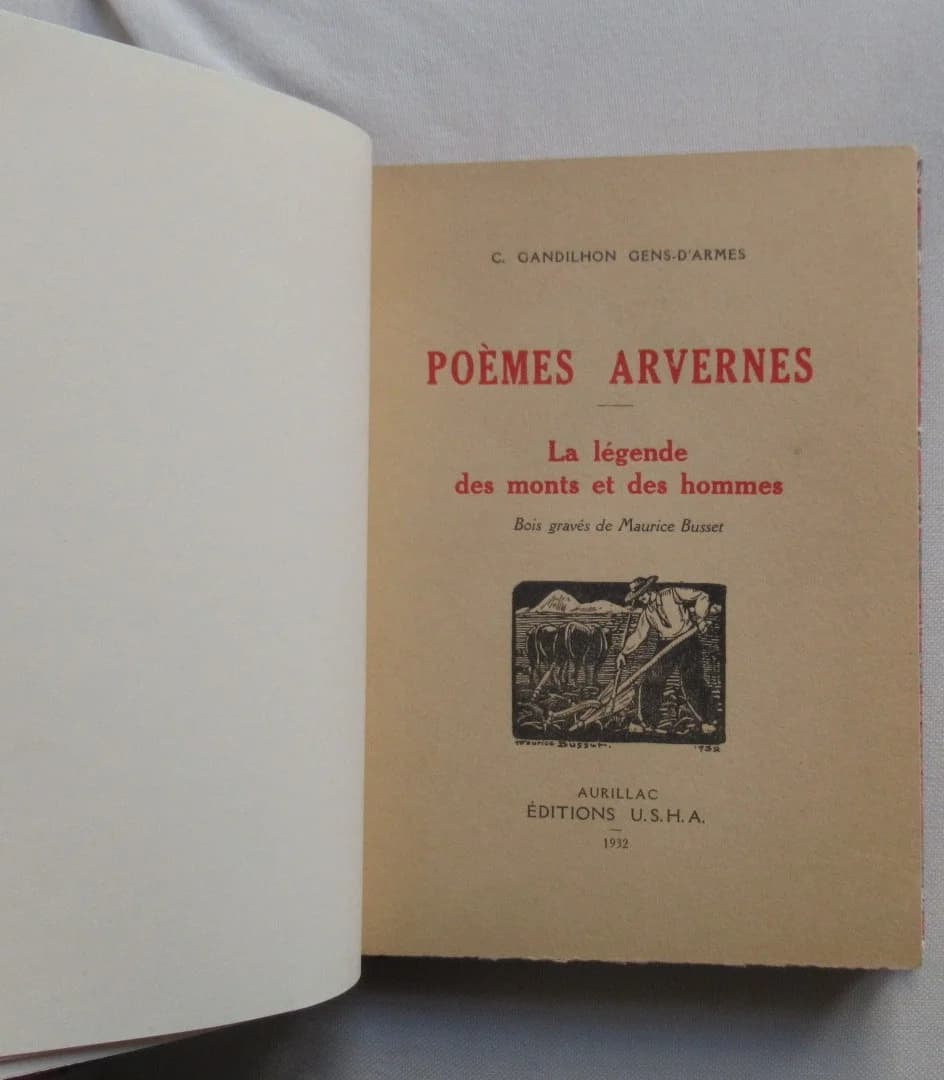 C. GANDILHON GENS-D'ARMES
POÈMES ARVERNES
La légende
des monts et des hommes
Bois gravés de Maurice Busset
maurice Busset. 1932
AURILLAC
ÉDITIONS U.S.H.A.
1932